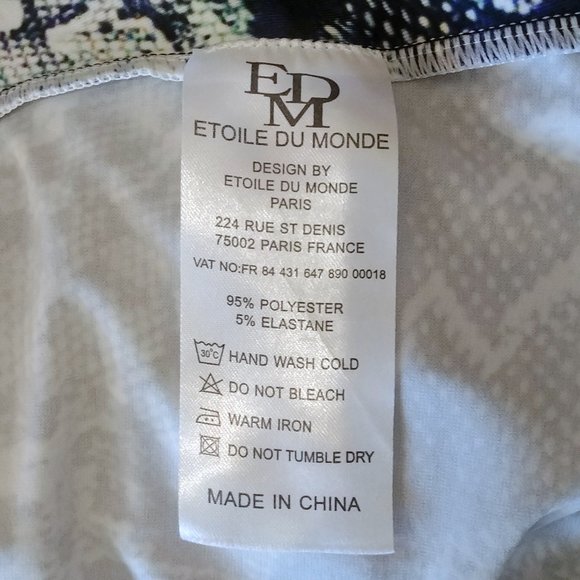 EDM
ETOILE DU MONDE
DESIGN BY
ETOILE DU MONDE
PARIS
224 RUE ST DENIS
75002 PARIS FRANCE
VAT NO:FR 84 431 647 890 00018
95% POLYESTER
5% ELASTANE
30°C HAND WASH COLD
DO NOT BLEACH
WARM IRON
DO NOT TUMBLE DRY
MADE IN CHINA